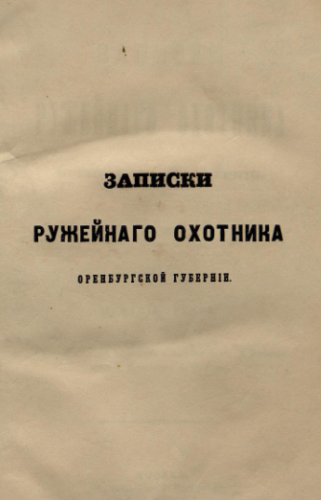 ЗАПИСКИ
РУЖЕЙНАГО ОХОТНИКА
ОРЕНБУРГСКОЙ ГУБЕРНІИ.